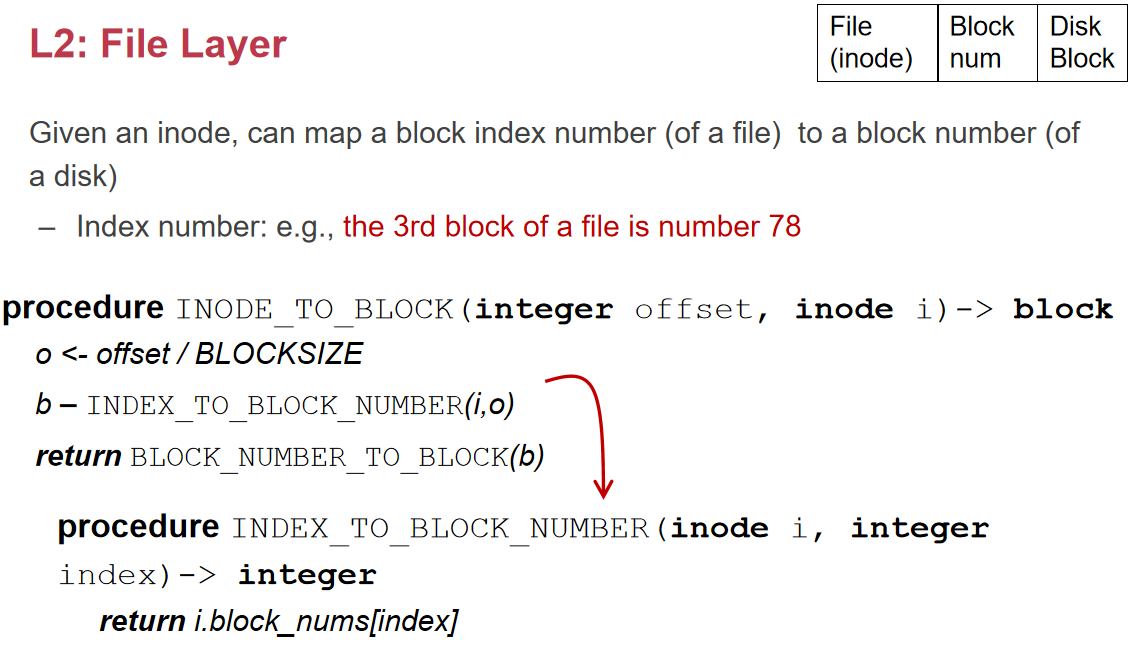 L2: File Layer
File (inode) Block num Disk Block
Given an inode, can map a block index number (of a file)  to a block number (of
a disk)
– Index number: e.g., the 3rd block of a file is number 78
procedure INODE_TO_BLOCK(integer offset, inode i)-> block
o <- offset / BLOCKSIZE
b – INDEX_TO_BLOCK_NUMBER(i,o)
return BLOCK_NUMBER_TO_BLOCK(b)
procedure INDEX_TO_BLOCK_NUMBER(inode i, integer
index)-> integer
return i.block_nums[index]